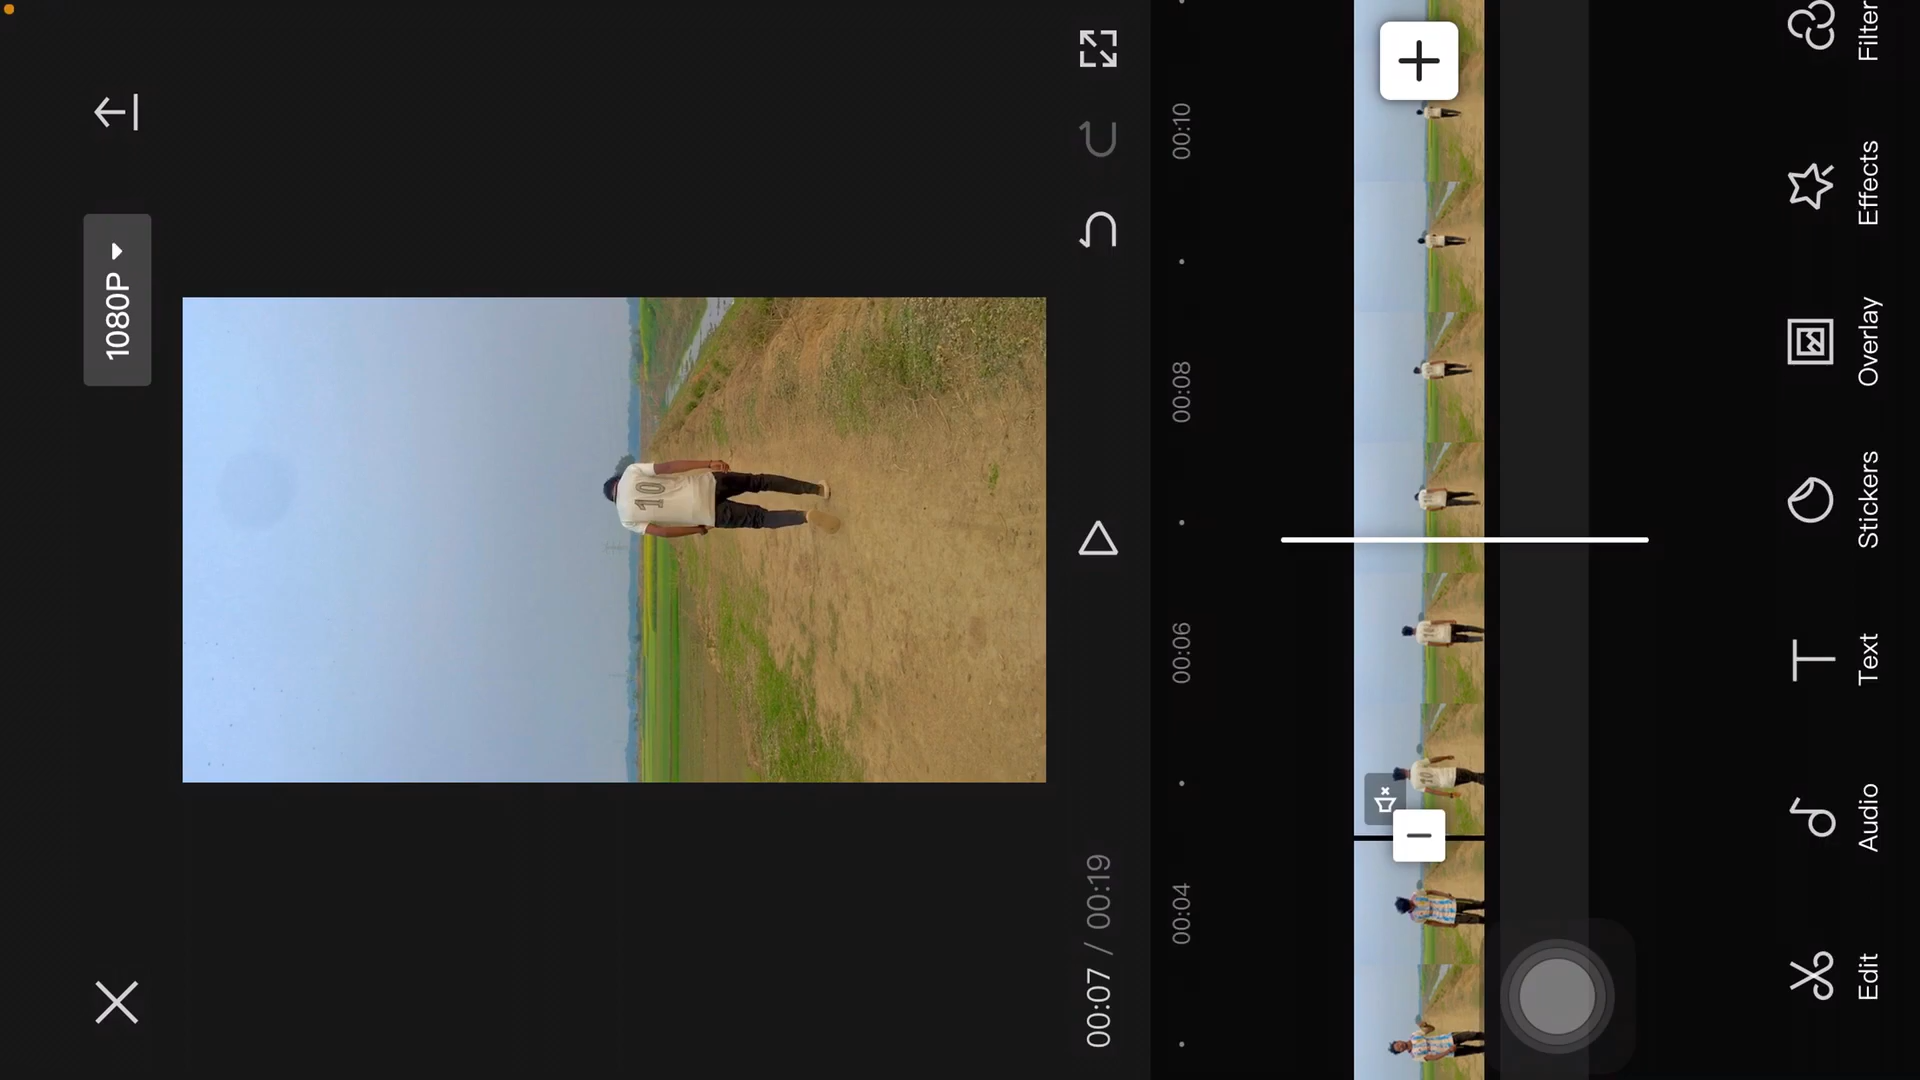 1080P
10
00:07 / 00:19
00:04
00:06
00:08
00:10
Edit
Audio
Text
Stickers
Overlay
Effects
Filter